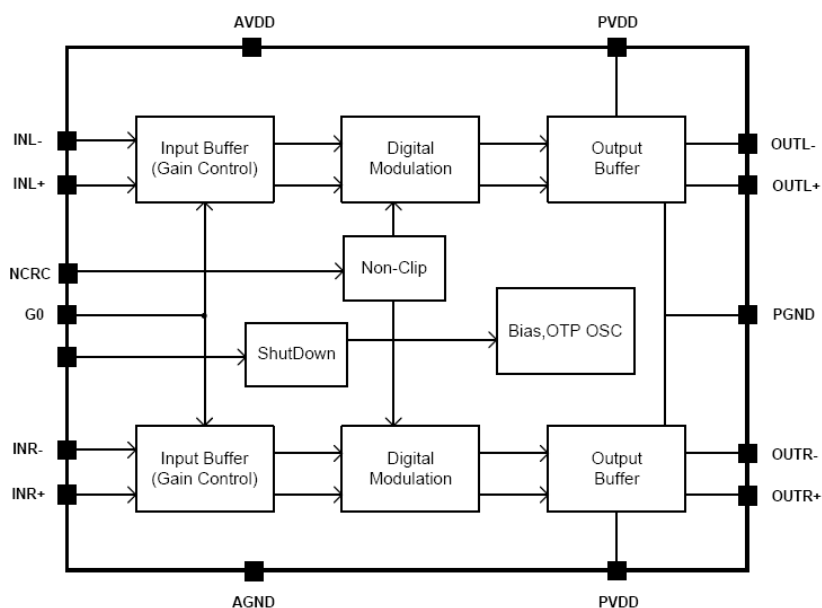 AVDD
PVDD
INL-
Input Buffer
(Gain Control)
Digital
Modulation
Output
Buffer
OUTL-
INL+
OUTL+
NCRC
Non-Clip
G0
Bias,OTP OSC
PGND
ShutDown
INR-
Input Buffer
(Gain Control)
Digital
Modulation
Output
Buffer
OUTR-
INR+
OUTR+
AGND
PVDD